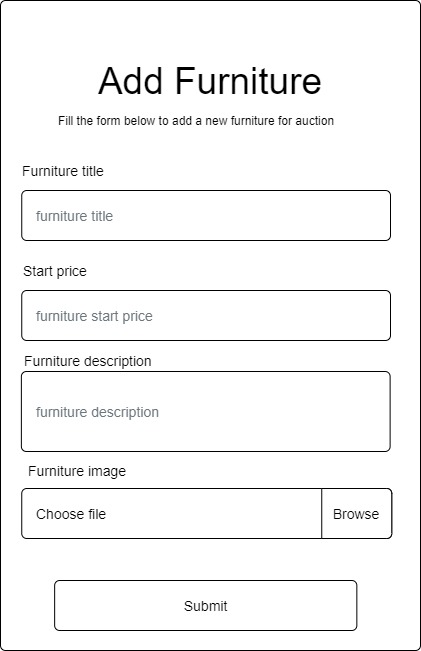 Add Furniture
Fill the form below to add a new furniture for auction
Furniture title
furniture title
Start price
furniture start price
Furniture description
furniture description
Furniture image
Choose file Browse
Submit